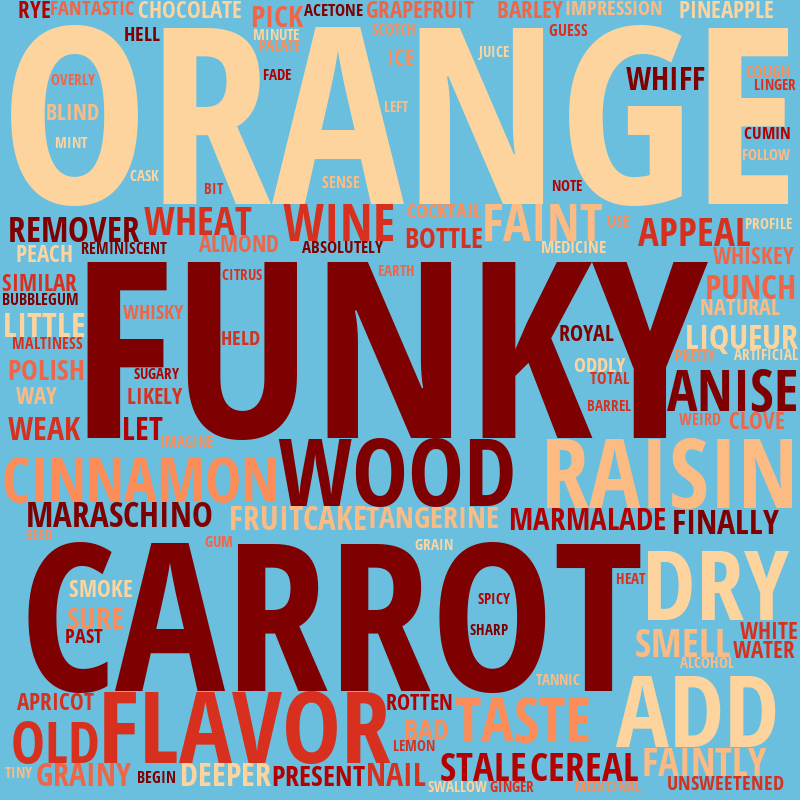 RYE FANTASTIC CHOCOLATE PICK ACETONE GRAPEFRUIT BARLEY IMPRESSION PINEAPPLE
HELL MINUTE PALATE SCOTCH ICE JUICE GUESS
ORANGE
OVERLY FADE WHIFF COUGH LINGER
BLIND LEFT
MINT CUMIN
CASK BIT SENSE NOTE FOLLOW
REMOVER WHEAT WINE COCKTAIL FAINT USE APPEAL PROFILE
PEACH REMINISCENT ALMOND ABSOLUTELY BOTTLE MEDICINE WHISKEY
SIMILAR CITRUS EARTH PUNCH
BUBBLEGUM NATURAL
FUNKY
LITTLE WHISKY HELD ROYAL LIQUEUR
MALTINESS PRETTY ARTIFICIAL
POLISH SUGARY ODDLY TOTAL ANISE
WAY LIKELY BARREL
WEAK LET IMAGINE WEIRD CLOVE
CINNAMON WOOD RAISIN
MARASCHINO FRUITCAKE TANGERINE MARMALADE FINALLY
SEED GUM GRAIN
CARROT
SMOKE SPICY HEAT DRY
SURE PAST SHARP SMELL WHITE
WATER
ALCOHOL
TANNIC
APRICOT FLAVOR ROTTEN TASTE ADD
OLD BAD LEMON
TINY GRAINY BEGIN DEEPER PRESENT NAIL STALE CEREAL FAINTLY
SWALLOW GINGER MEDICINAL UNSWEETENED